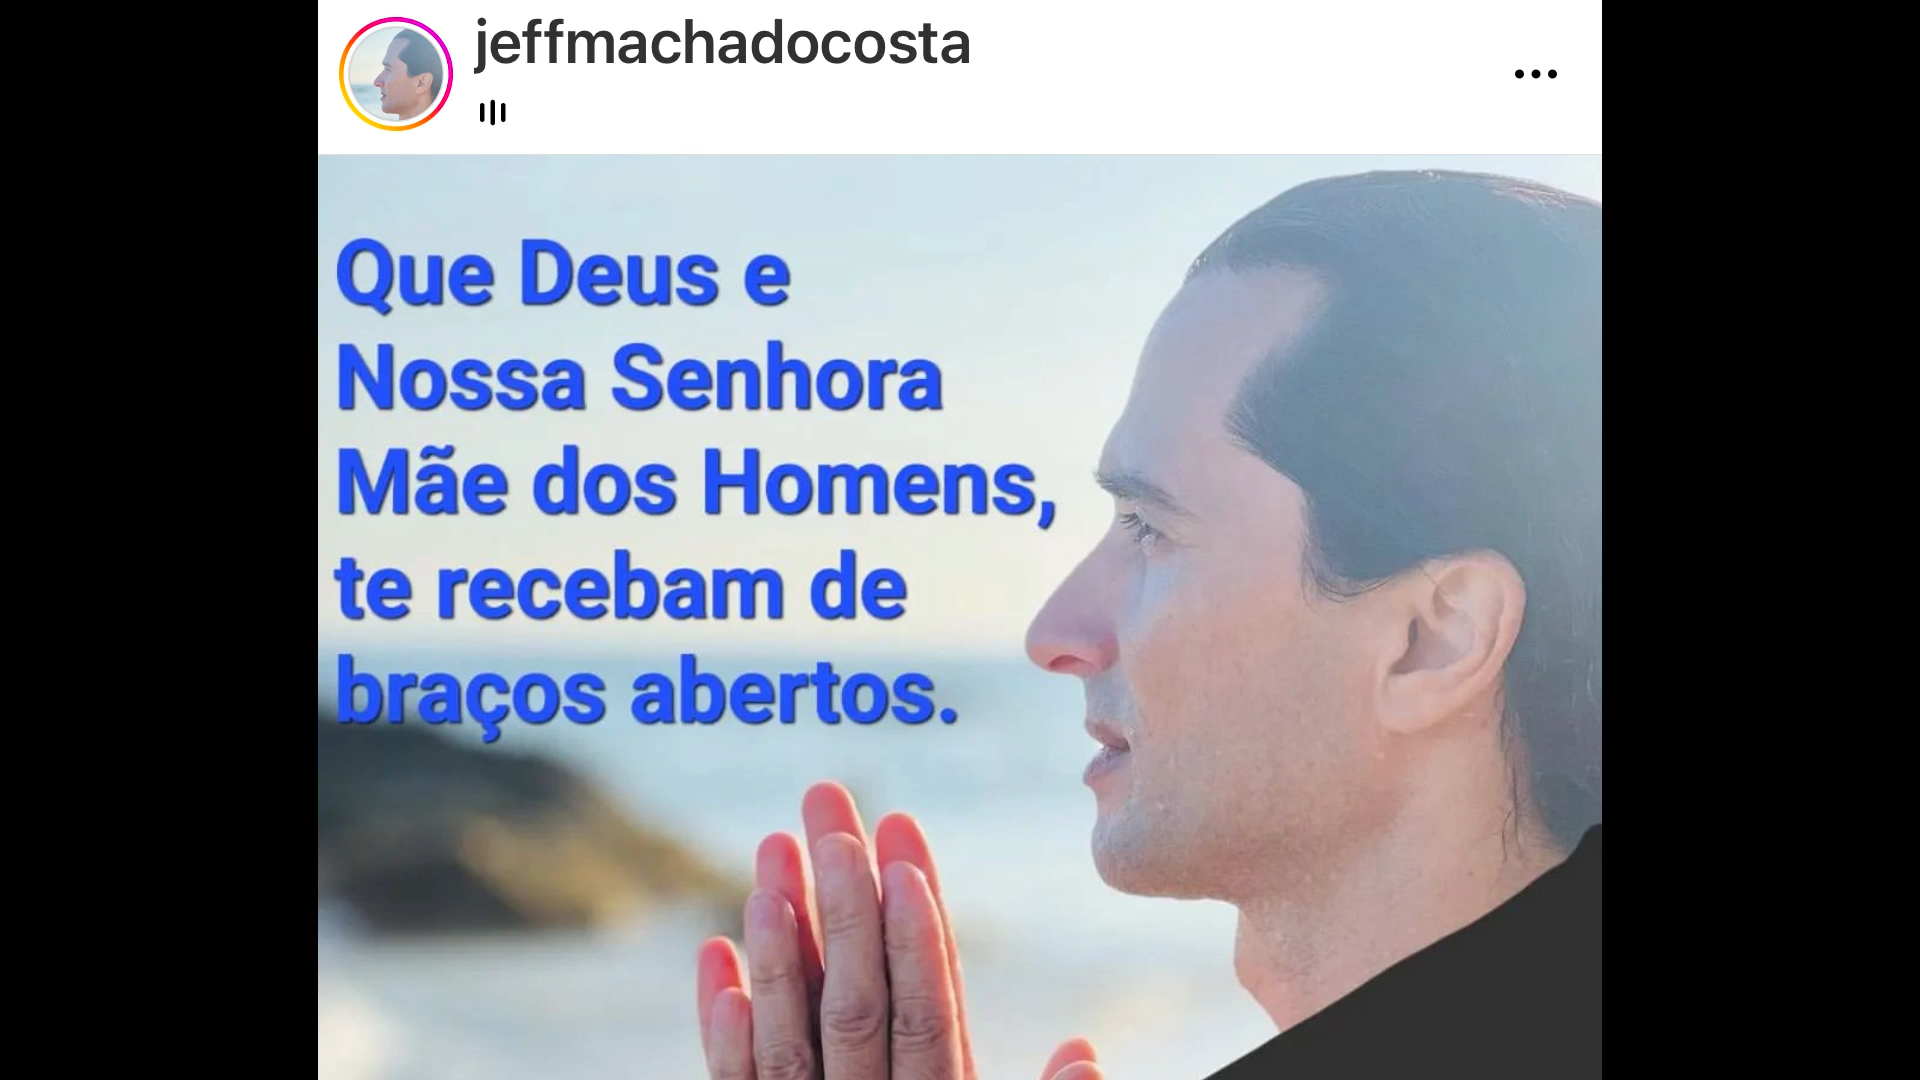 jeffmachadocosta
Que Deus e
Nossa Senhora
Mãe dos Homens,
te recebam de
braços abertos.